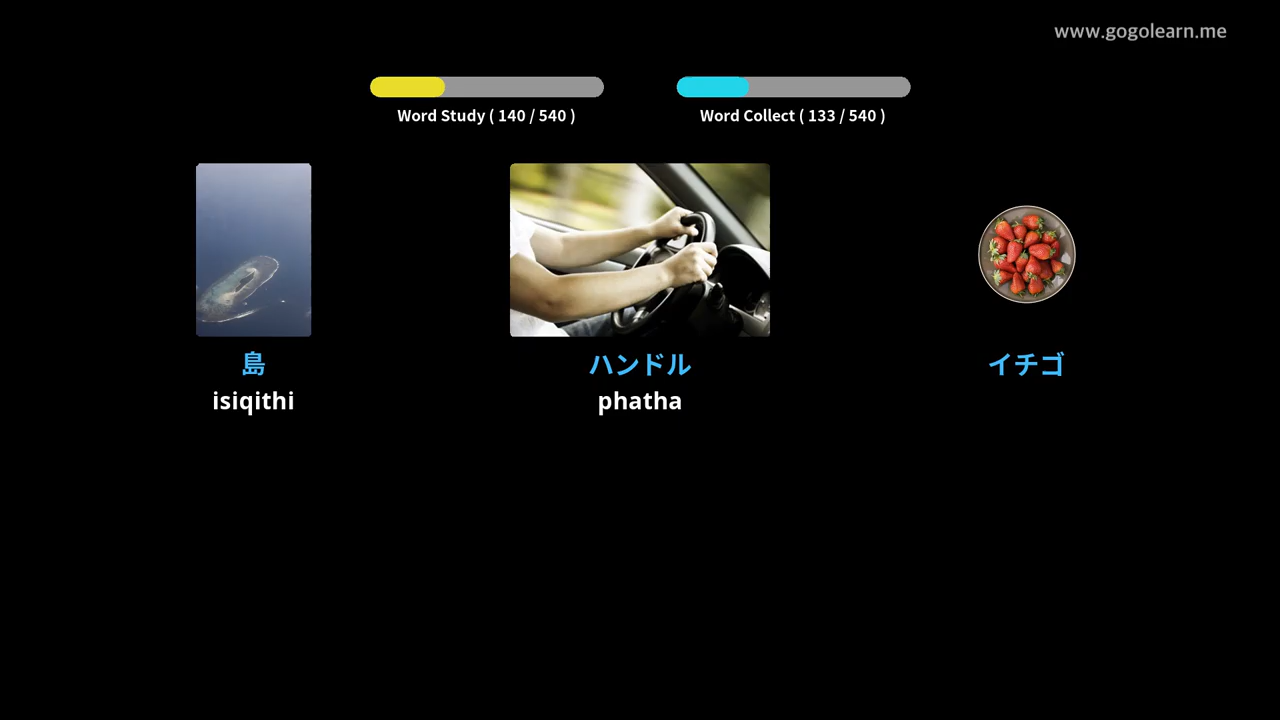 www.gogolearn.me
Word Study ( 140 / 540 )
Word Collect ( 133 / 540 )
島
isiqithi
ハンドル
phatha
イチゴ